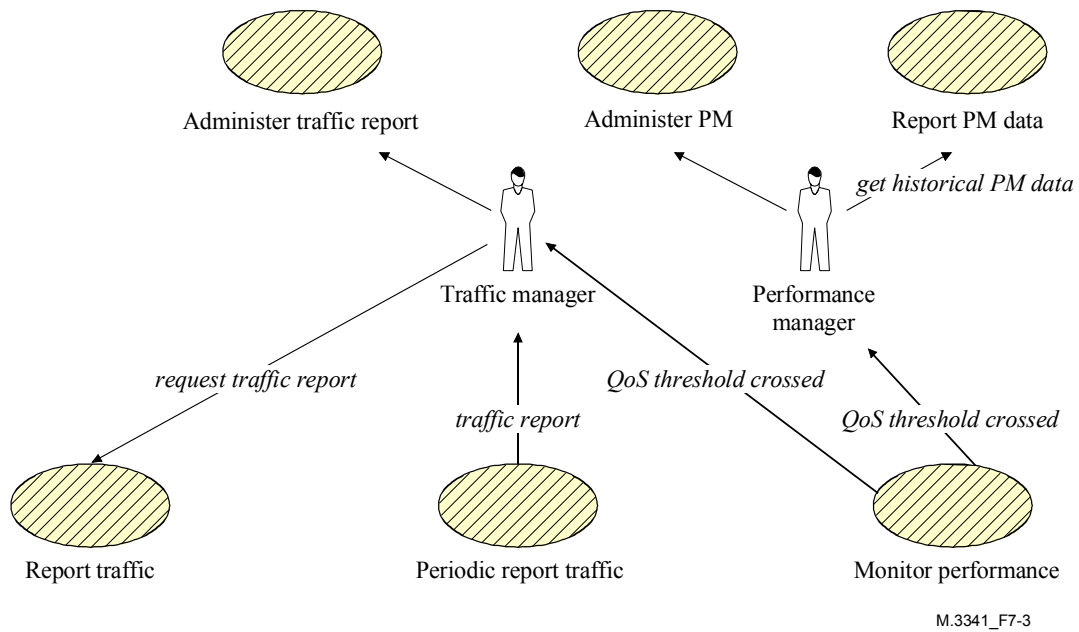 Administer traffic report
Administer PM
Report PM data
get historical PM data
Traffic manager
Performance
manager
request traffic report
QoS threshold crossed
traffic report
QoS threshold crossed
Report traffic
Periodic report traffic
Monitor performance
M.3341_F7-3